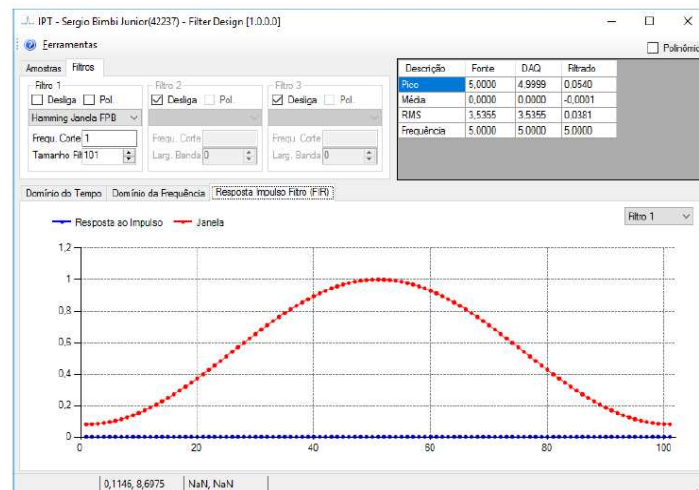 IPT - Sergio Bimbi Junior(42237) - Filter Design [1.0.0.0]
Ferramentas
Polinômic
Amostras Filtros
Filtro 1 Filtro 2 Filtro 3
Desliga Pol. Desliga Pol. Desliga Pol.
Hamming Janela FPB
Frequ. Corte 1 Frequ. Corte Frequ. Corte
Tamanho Filt 101 Larg. Banda 0 Larg. Banda 0
Descrição Fonte DAQ Filtrado
Pico 5,0000 4,9999 0,0540
Média 0,0000 0,0000 -0,0001
RMS 3,5355 3,5355 0,0381
Frequência 5,0000 5,0000 5,0000
Domínio do Tempo Domínio da Frequência Resposta Impulso Filtro (FIR)
Resposta ao Impulso Janela
Filtro 1
1,2
1
0,8
0,6
0,4
0,2
0
0 20 40 60 80 100
0,1146, 8,6975 NaN, NaN